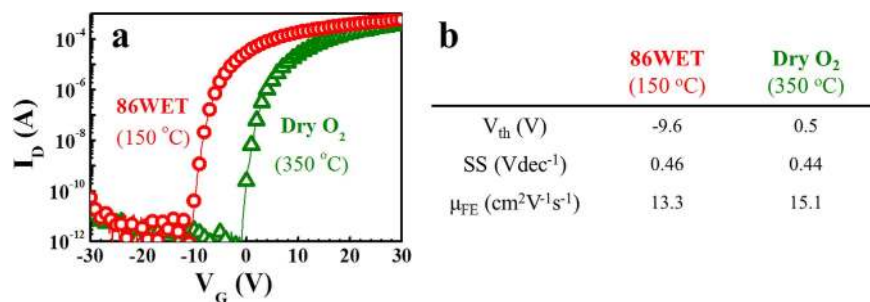 a
86WET
(150 °C)
Dry O₂
(350 °C)
I_D (A)
10⁻⁴
10⁻⁶
10⁻⁸
10⁻¹⁰
10⁻¹²
-30 -20 -10 0 10 20 30
V_G (V)
b
86WET Dry O₂
(150 °C) (350 °C)
V_th (V) -9.6 0.5
SS (Vdec⁻¹) 0.46 0.44
μ_FE (cm²V⁻¹s⁻¹) 13.3 15.1